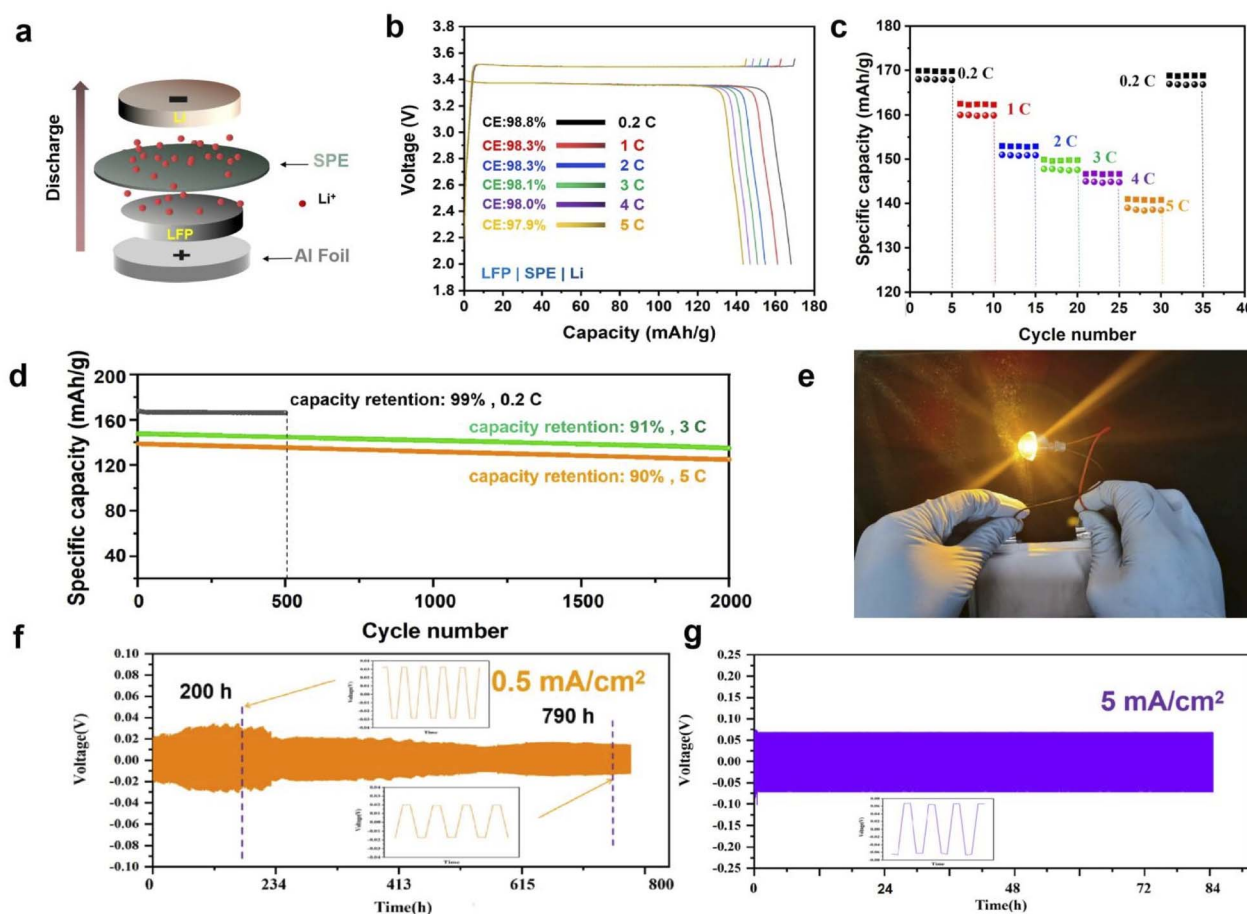 a
Discharge
Li
SPE
Li⁺
LFP
Al Foil
b
Voltage (V)
3.8
3.6
3.4
3.2
3.0
2.8
2.6
2.4
2.2
2.0
1.8
CE:98.8% 0.2 C
CE:98.3% 1 C
CE:98.3% 2 C
CE:98.1% 3 C
CE:98.0% 4 C
CE:97.9% 5 C
LFP | SPE | Li
0 20 40 60 80 100 120 140 160 180
Capacity (mAh/g)
c
Specific capacity (mAh/g)
180
170
160
150
140
130
120
0.2 C
1 C
2 C
3 C
4 C
5 C
0.2 C
0 5 10 15 20 25 30 35 40
Cycle number
d
Specific capacity (mAh/g)
200
160
120
80
40
capacity retention: 99% , 0.2 C
capacity retention: 91% , 3 C
capacity retention: 90% , 5 C
0 500 1000 1500 2000
Cycle number
e
f
Voltage(V)
0.10
0.08
0.06
0.04
0.02
0.00
-0.02
-0.04
-0.06
-0.08
-0.10
200 h
0.5 mA/cm²
790 h
Voltage(V)
Time
Voltage(V)
Time
0 234 413 615 800
Time(h)
g
Voltage(V)
0.25
0.20
0.15
0.10
0.05
0.00
-0.05
-0.10
-0.15
-0.20
-0.25
5 mA/cm²
Voltage(V)
Time
0 24 48 72 84
Time(h)